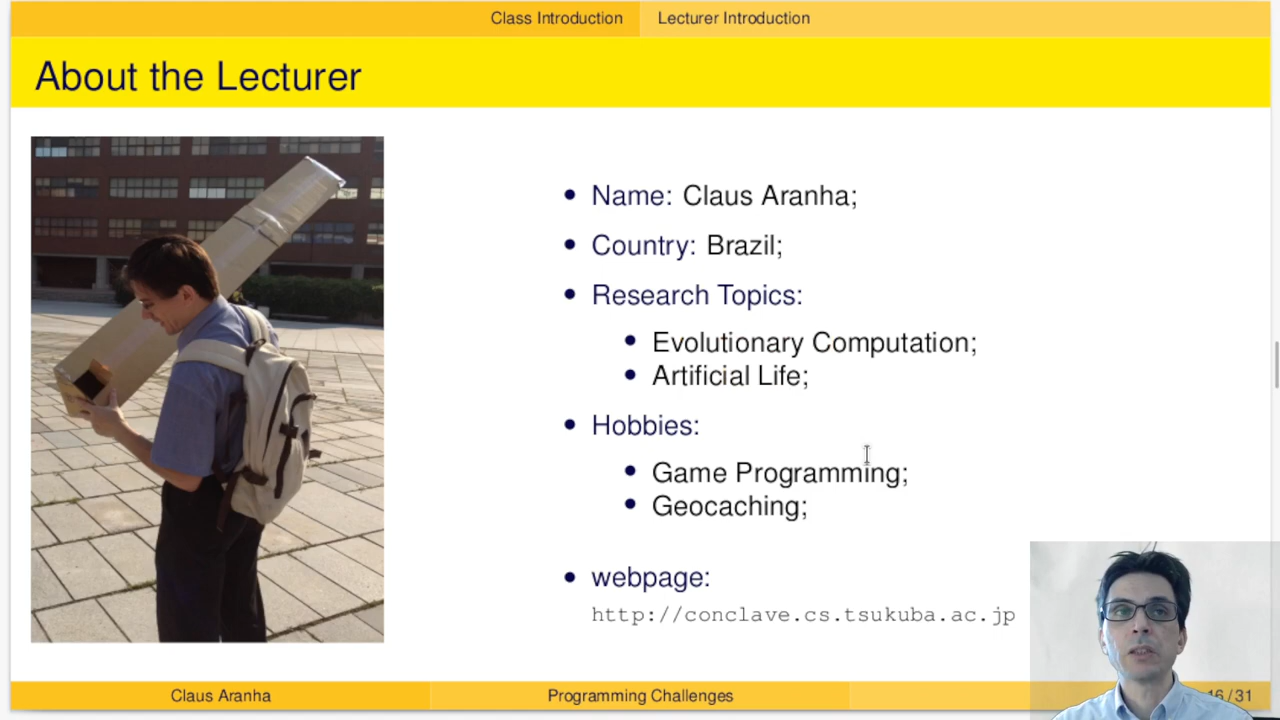 Class Introduction Lecturer Introduction
About the Lecturer
• Name: Claus Aranha;
• Country: Brazil;
• Research Topics:
• Evolutionary Computation;
• Artificial Life;
• Hobbies:
• Game Programming;
• Geocaching;
• webpage:
http://conclave.cs.tsukuba.ac.jp
Claus Aranha Programming Challenges 16 / 31